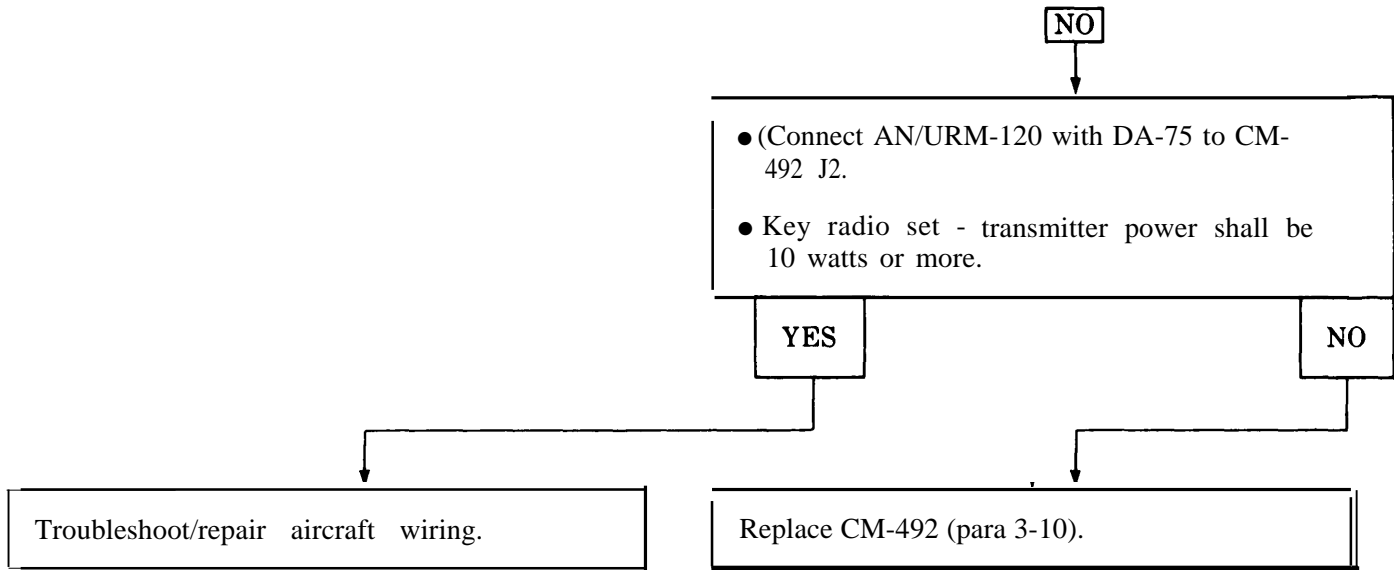 NO
● (Connect AN/URM-120 with DA-75 to CM-
492 J2.
● Key radio set - transmitter power shall be
10 watts or more.
YES
NO
Troubleshoot/repair aircraft wiring.
Replace CM-492 (para 3-10).